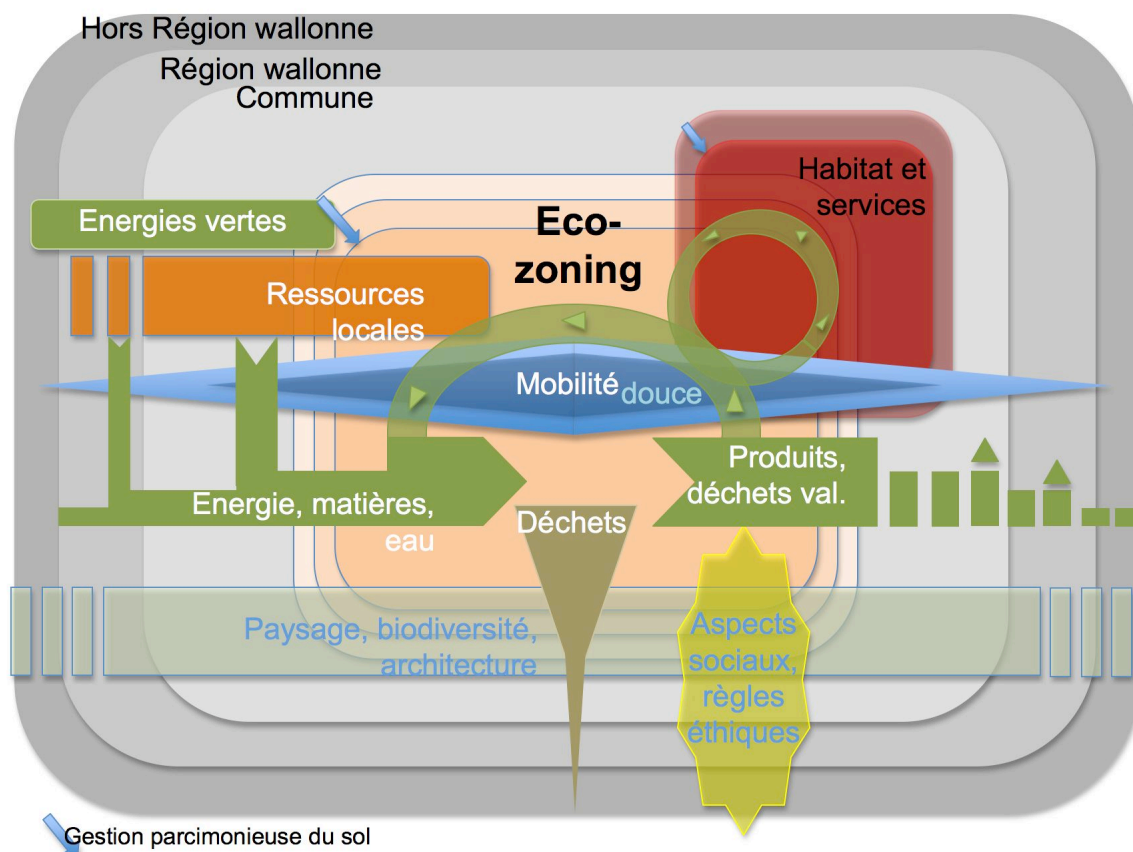 Hors Région wallonne
Région wallonne
Commune
Habitat et
services
Energies vertes
Eco-
zoning
Ressources
locales
Mobilité douce
Produits,
déchets val.
Energie, matières,
eau
Déchets
Paysage, biodiversité,
architecture
Aspects
sociaux,
règles
éthiques
Gestion parcimonieuse du sol